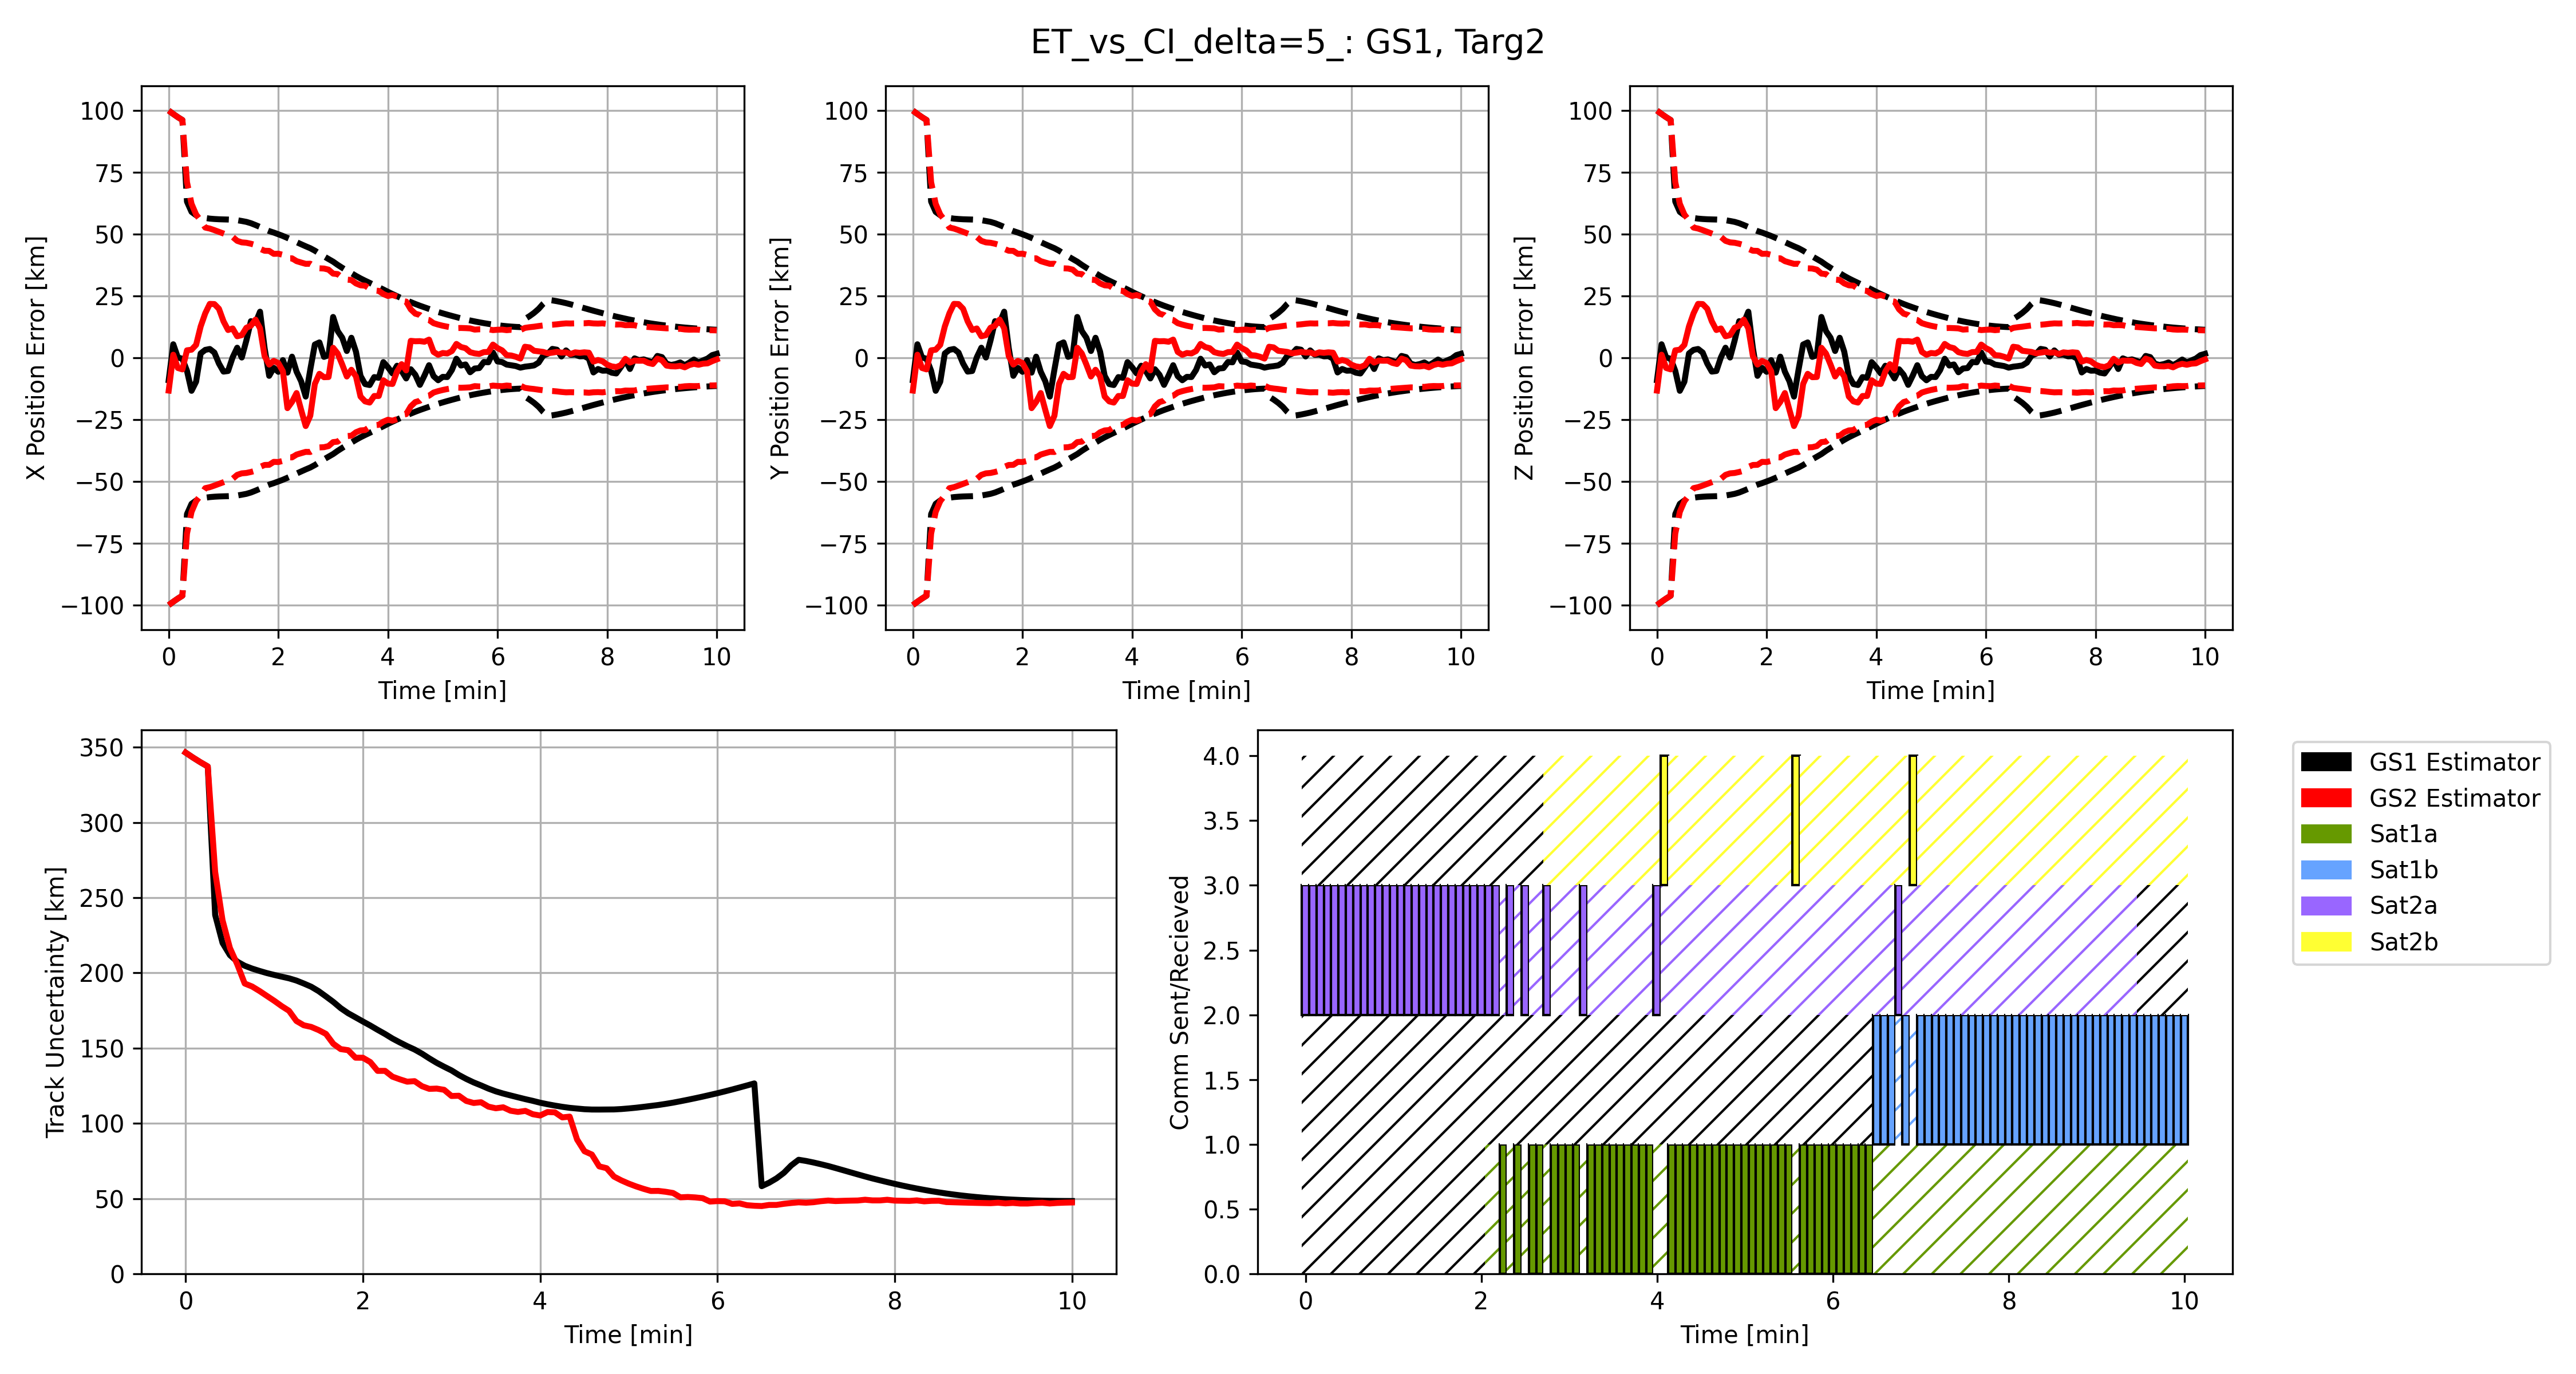 ET_vs_CI_delta=5_: GS1, Targ2
X Position Error [km]
100
75
50
25
0
−25
−50
−75
−100
0 2 4 6 8 10
Time [min]
Y Position Error [km]
100
75
50
25
0
−25
−50
−75
−100
0 2 4 6 8 10
Time [min]
Z Position Error [km]
100
75
50
25
0
−25
−50
−75
−100
0 2 4 6 8 10
Time [min]
Track Uncertainty [km]
350
300
250
200
150
100
50
0
0 2 4 6 8 10
Time [min]
Comm Sent/Recieved
4.0
3.5
3.0
2.5
2.0
1.5
1.0
0.5
0.0
0 2 4 6 8 10
Time [min]
GS1 Estimator
GS2 Estimator
Sat1a
Sat1b
Sat2a
Sat2b